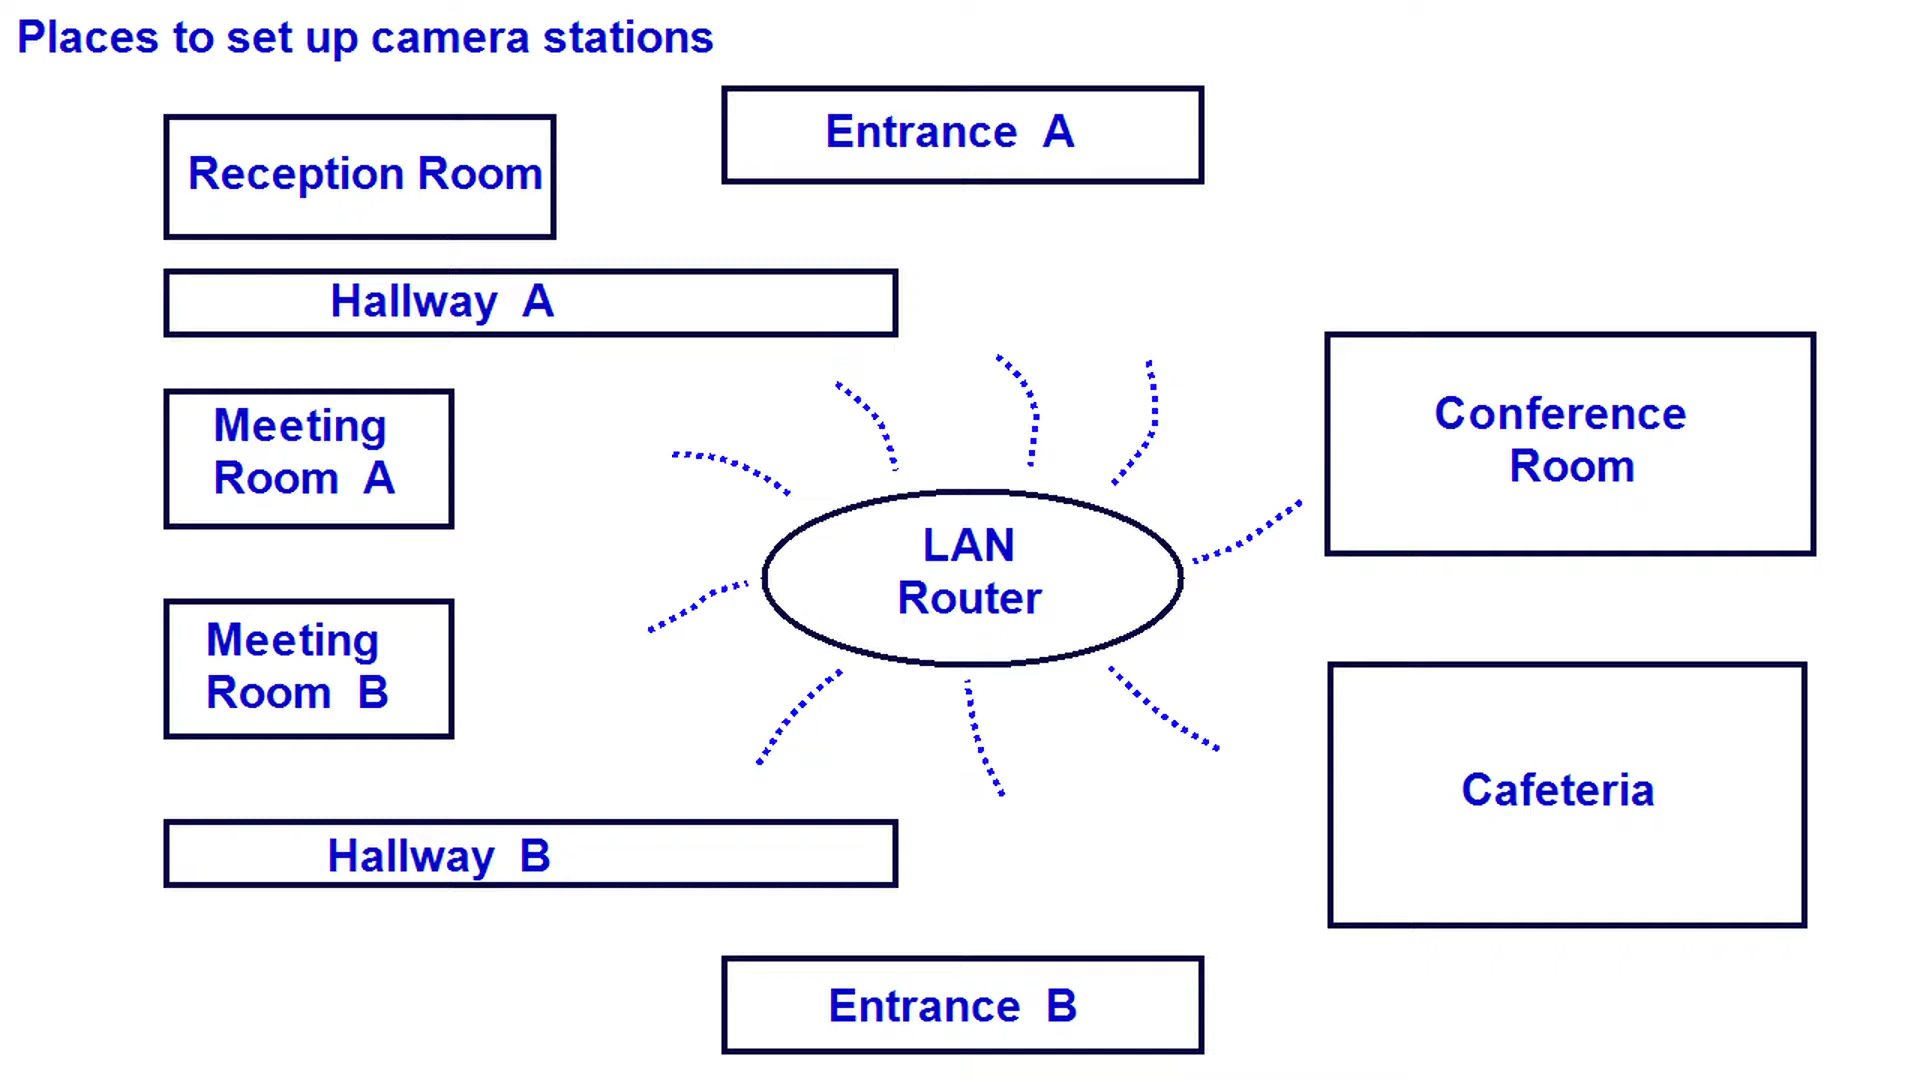 Places to set up camera stations
Entrance A
Reception Room
Hallway A
Meeting
Room A
Conference
Room
LAN
Router
Meeting
Room B
Cafeteria
Hallway B
Entrance B